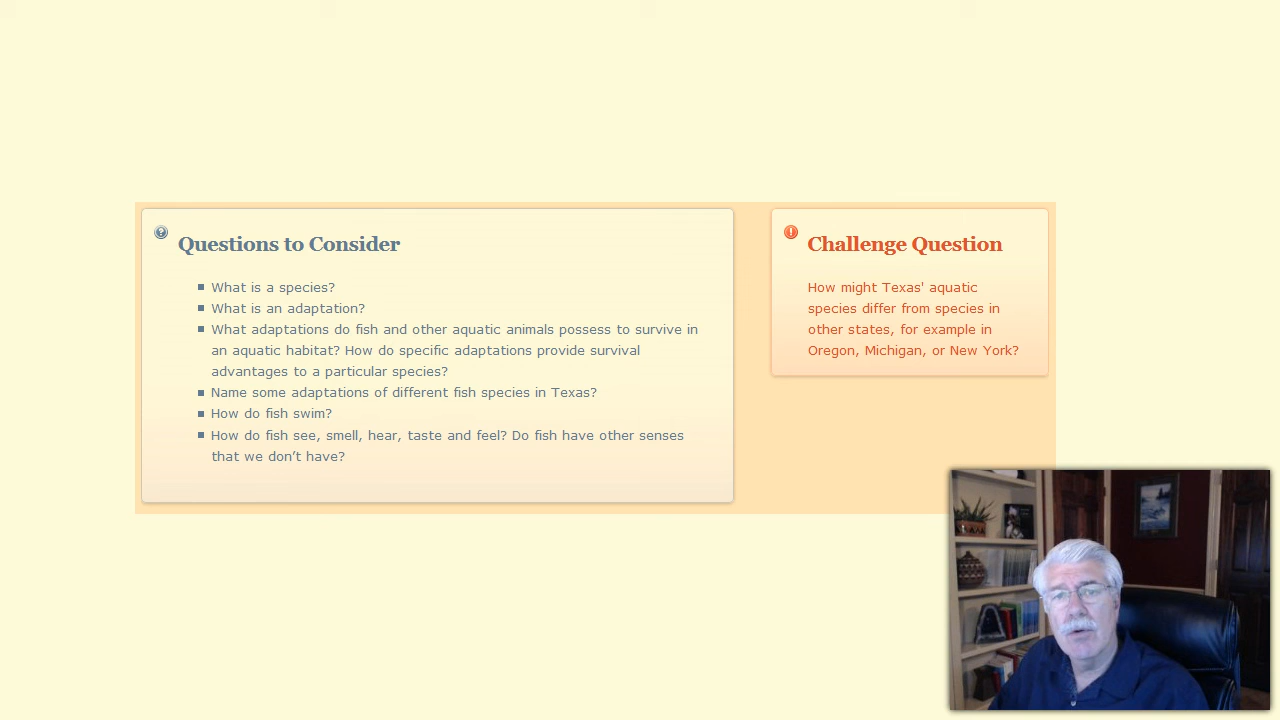 Questions to Consider
What is a species?
What is an adaptation?
What adaptations do fish and other aquatic animals possess to survive in
an aquatic habitat? How do specific adaptations provide survival
advantages to a particular species?
Name some adaptations of different fish species in Texas?
How do fish swim?
How do fish see, smell, hear, taste and feel? Do fish have other senses
that we don’t have?
Challenge Question
How might Texas' aquatic
species differ from species in
other states, for example in
Oregon, Michigan, or New York?